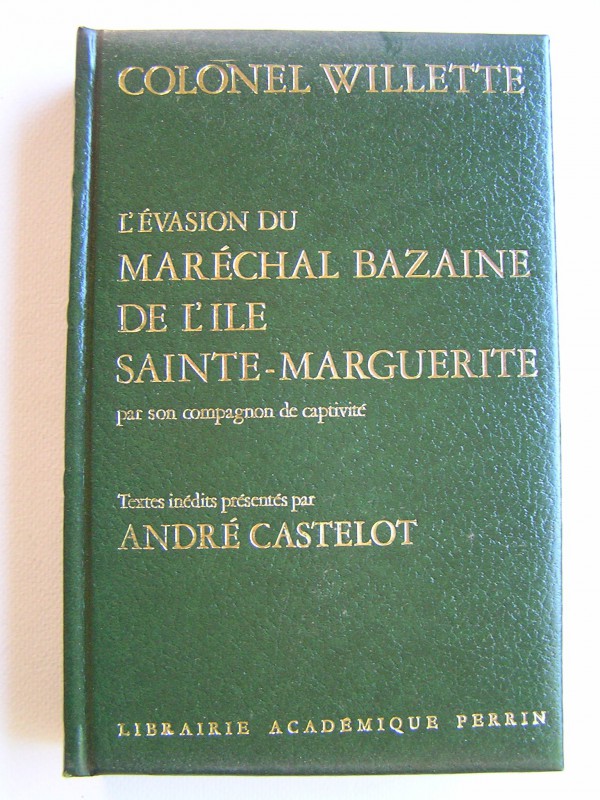 COLONEL WILLETTE
L'ÉVASION DU
MARÉCHAL BAZAINE
DE L'ILE
SAINTE-MARGUERITE
par son compagnon de captivité
Textes inédits présentés par
ANDRÉ CASTELOT
LIBRAIRIE ACADÉMIQUE PERRIN